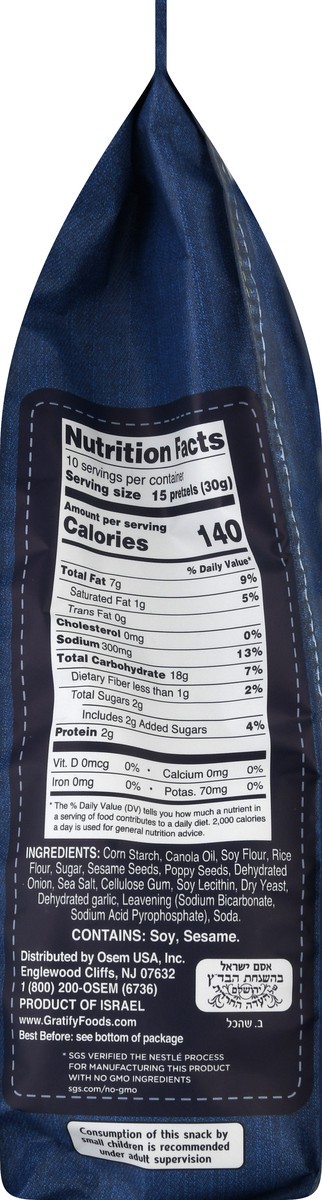 Nutrition Facts
10 servings per container
Serving size 15 pretzels (30g)
Amount per serving
Calories 140
% Daily Value*
Total Fat 7g 9%
Saturated Fat 1g 5%
Trans Fat 0g
Cholesterol 0mg 0%
Sodium 300mg 13%
Total Carbohydrate 18g 7%
Dietary Fiber less than 1g 2%
Total Sugars 2g
Includes 2g Added Sugars 4%
Protein 2g
Vit. D 0mcg 0% • Calcium 0mg 0%
Iron 0mg 0% • Potas. 70mg 0%
* The % Daily Value (DV) tells you how much a nutrient in
a serving of food contributes to a daily diet. 2,000 calories
a day is used for general nutrition advice.
INGREDIENTS: Corn Starch, Canola Oil, Soy Flour, Rice
Flour, Sugar, Sesame Seeds, Poppy Seeds, Dehydrated
Onion, Sea Salt, Cellulose Gum, Soy Lecithin, Dry Yeast,
Dehydrated garlic, Leavening (Sodium Bicarbonate,
Sodium Acid Pyrophosphate), Soda.
CONTAINS: Soy, Sesame.
Distributed by Osem USA, Inc.
Englewood Cliffs, NJ 07632
1 (800) 200-OSEM (6736)
PRODUCT OF ISRAEL
www.GratifyFoods.com
Best Before: see bottom of package
אסם ישראל
בהשגחת הבד"ץ
ירושלים
העדה החרדית
ב. שהכל
* SGS VERIFIED THE NESTLÉ PROCESS
FOR MANUFACTURING THIS PRODUCT
WITH NO GMO INGREDIENTS
sgs.com/no-gmo
Consumption of this snack by
small children is recommended
under adult supervision